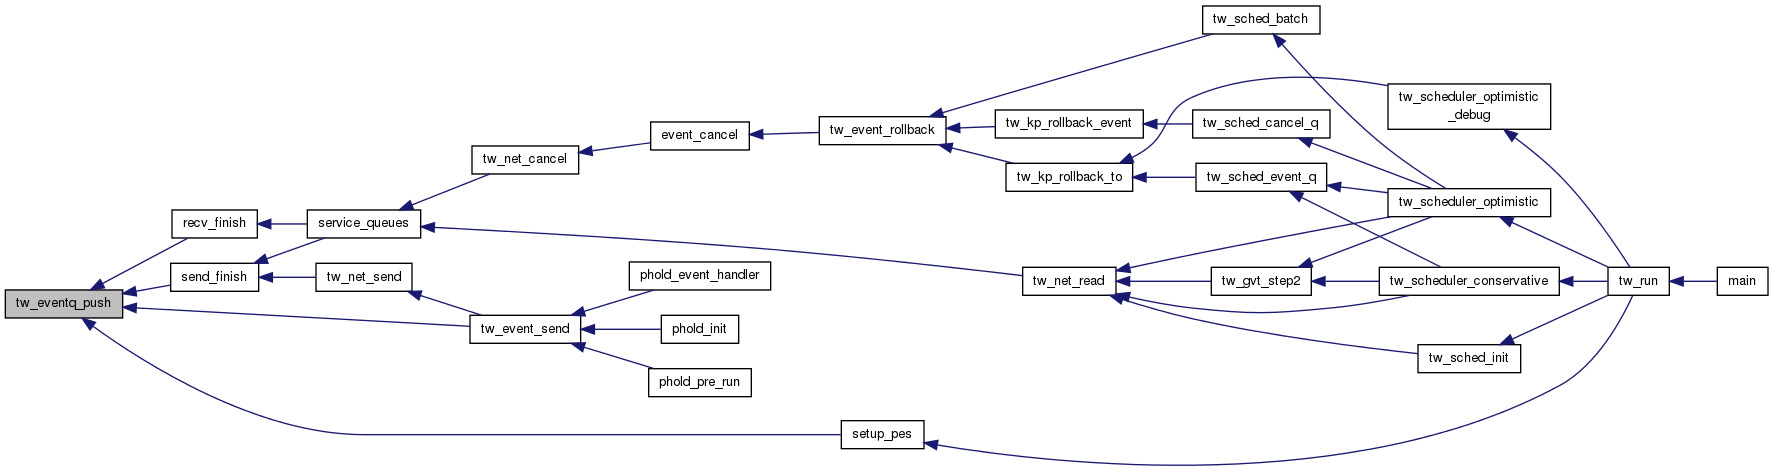 tw_sched_batch
tw_scheduler_optimistic
_debug
tw_kp_rollback_event
tw_sched_cancel_q
event_cancel
tw_event_rollback
tw_net_cancel
tw_kp_rollback_to
tw_sched_event_q
tw_scheduler_optimistic
recv_finish
service_queues
send_finish
tw_net_send
phold_event_handler
tw_net_read
tw_gvt_step2
tw_scheduler_conservative
tw_run
main
tw_eventq_push
tw_event_send
phold_init
tw_sched_init
phold_pre_run
setup_pes